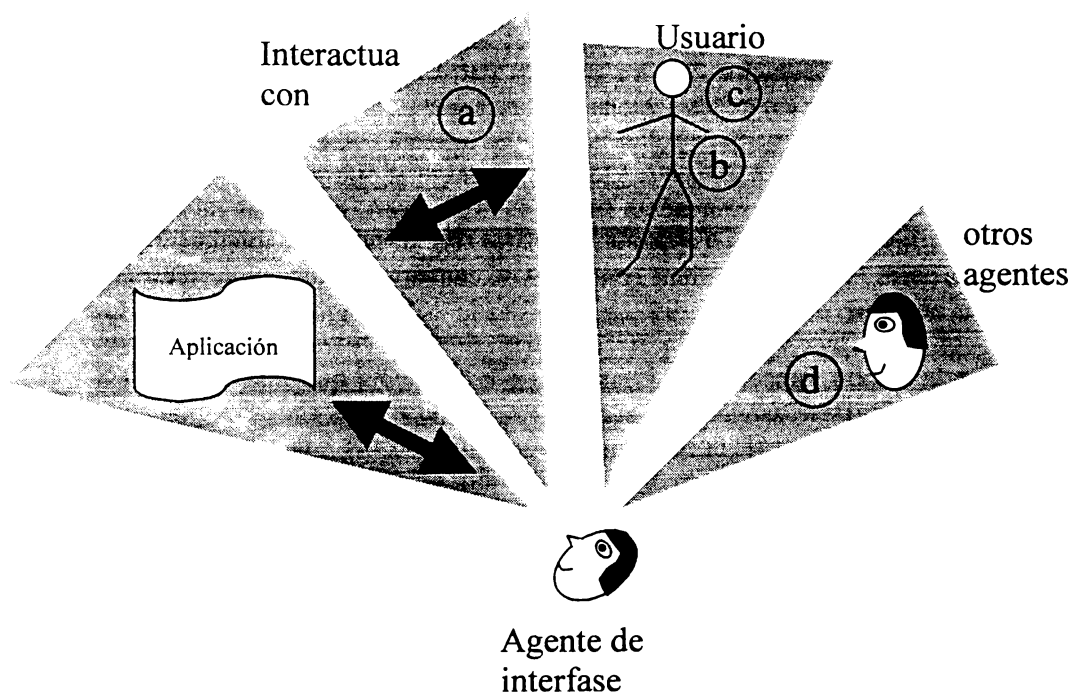 Interactua
con
a
Usuario
c
b
otros
agentes
Aplicación
d
Agente de
interfase